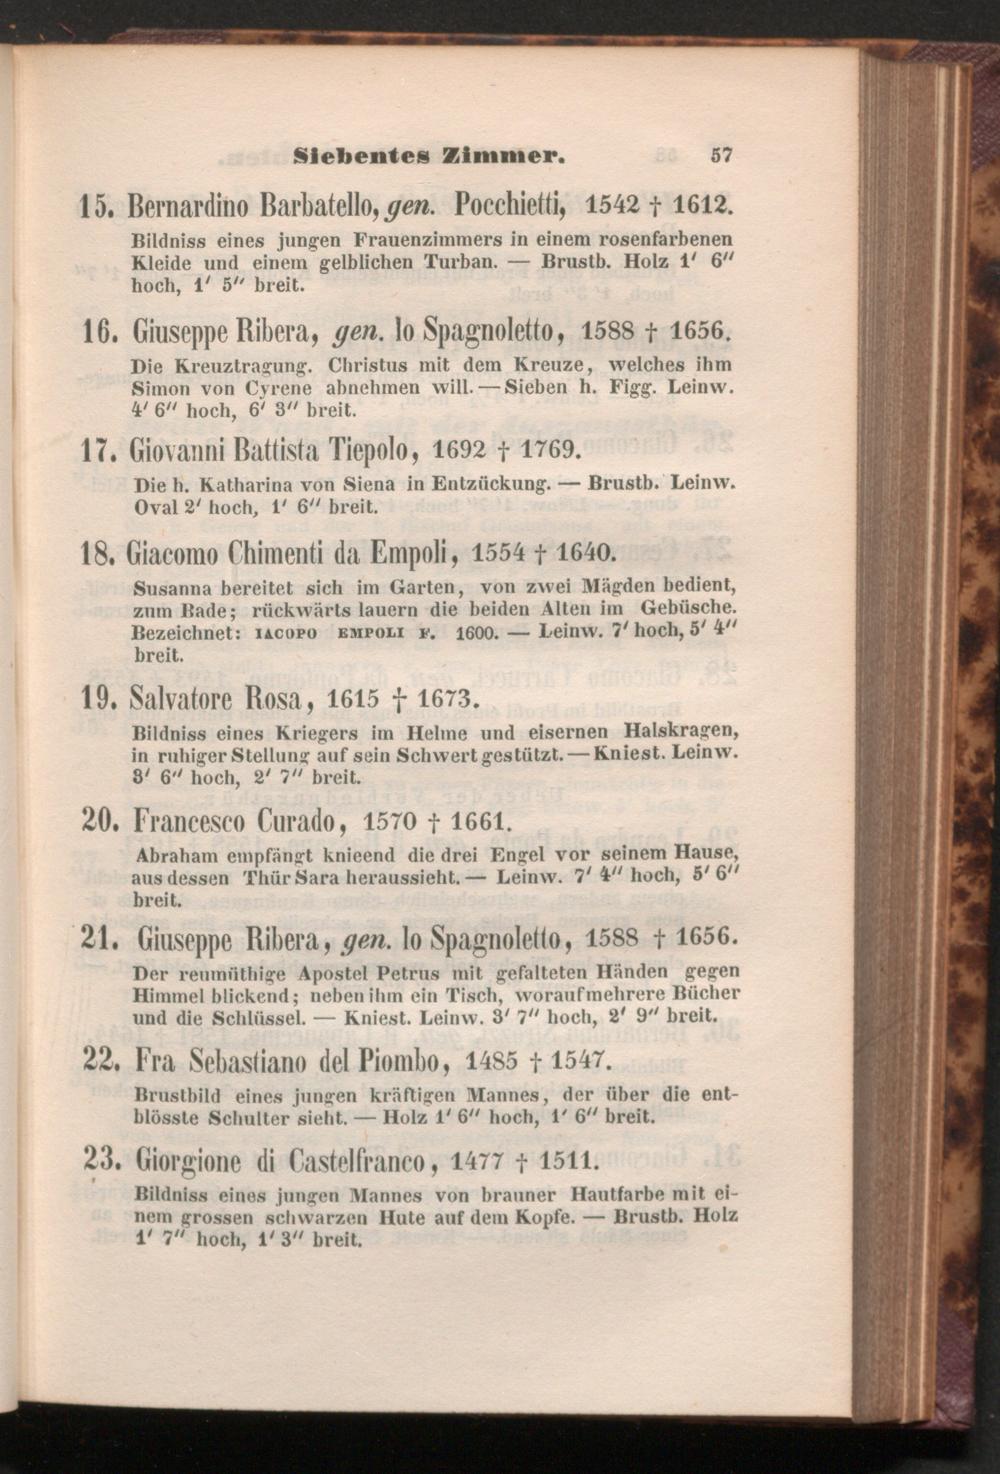 Siebentes Zimmer. 57
15. Bernardino Barbatello, gen. Pocchietti, 1542 † 1612.
Bildniss eines jungen Frauenzimmers in einem rosenfarbenen
Kleide und einem gelblichen Turban. — Brustb. Holz 1′ 6″
hoch, 1′ 5″ breit.
16. Giuseppe Ribera, gen. lo Spagnoletto, 1588 † 1656.
Die Kreuztragung. Christus mit dem Kreuze, welches ihm
Simon von Cyrene abnehmen will. — Sieben h. Figg. Leinw.
4′ 6″ hoch, 6′ 3″ breit.
17. Giovanni Battista Tiepolo, 1692 † 1769.
Die h. Katharina von Siena in Entzückung. — Brustb. Leinw.
Oval 2′ hoch, 1′ 6″ breit.
18. Giacomo Chimenti da Empoli, 1554 † 1640.
Susanna bereitet sich im Garten, von zwei Mägden bedient,
zum Bade; rückwärts lauern die beiden Alten im Gebüsche.
Bezeichnet: IACOPO EMPOLI F. 1600. — Leinw. 7′ hoch, 5′ 4″
breit.
19. Salvatore Rosa, 1615 † 1673.
Bildniss eines Kriegers im Helme und eisernen Halskragen,
in ruhiger Stellung auf sein Schwert gestützt. — Kniest. Leinw.
3′ 6″ hoch, 2′ 7″ breit.
20. Francesco Curado, 1570 † 1661.
Abraham empfängt knieend die drei Engel vor seinem Hause,
aus dessen Thür Sara heraussieht. — Leinw. 7′ 4″ hoch, 5′ 6″
breit.
21. Giuseppe Ribera, gen. lo Spagnoletto, 1588 † 1656.
Der reumüthige Apostel Petrus mit gefalteten Händen gegen
Himmel blickend; neben ihm ein Tisch, worauf mehrere Bücher
und die Schlüssel. — Kniest. Leinw. 3′ 7″ hoch, 2′ 9″ breit.
22. Fra Sebastiano del Piombo, 1485 † 1547.
Brustbild eines jungen kräftigen Mannes, der über die ent-
blösste Schulter sieht. — Holz 1′ 6″ hoch, 1′ 6″ breit.
23. Giorgione di Castelfranco, 1477 † 1511.
Bildniss eines jungen Mannes von brauner Hautfarbe mit ei-
nem grossen schwarzen Hute auf dem Kopfe. — Brustb. Holz
1′ 7″ hoch, 1′ 3″ breit.